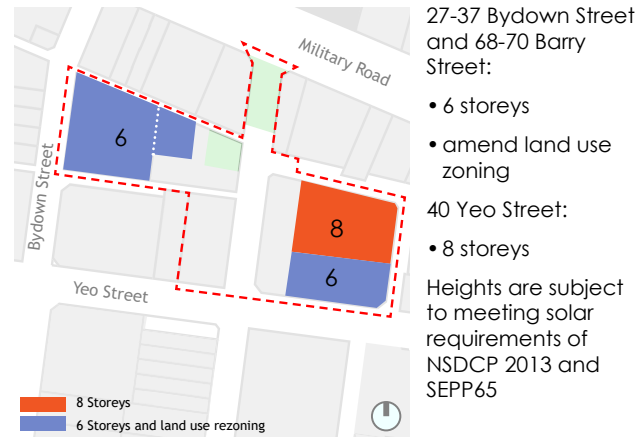 Military Road
6
Bydown Street
8
6
Yeo Street
8 Storeys
6 Storeys and land use rezoning
27-37 Bydown Street
and 68-70 Barry
Street:
• 6 storeys
• amend land use
zoning
40 Yeo Street:
• 8 storeys
Heights are subject
to meeting solar
requirements of
NSDCP 2013 and
SEPP65